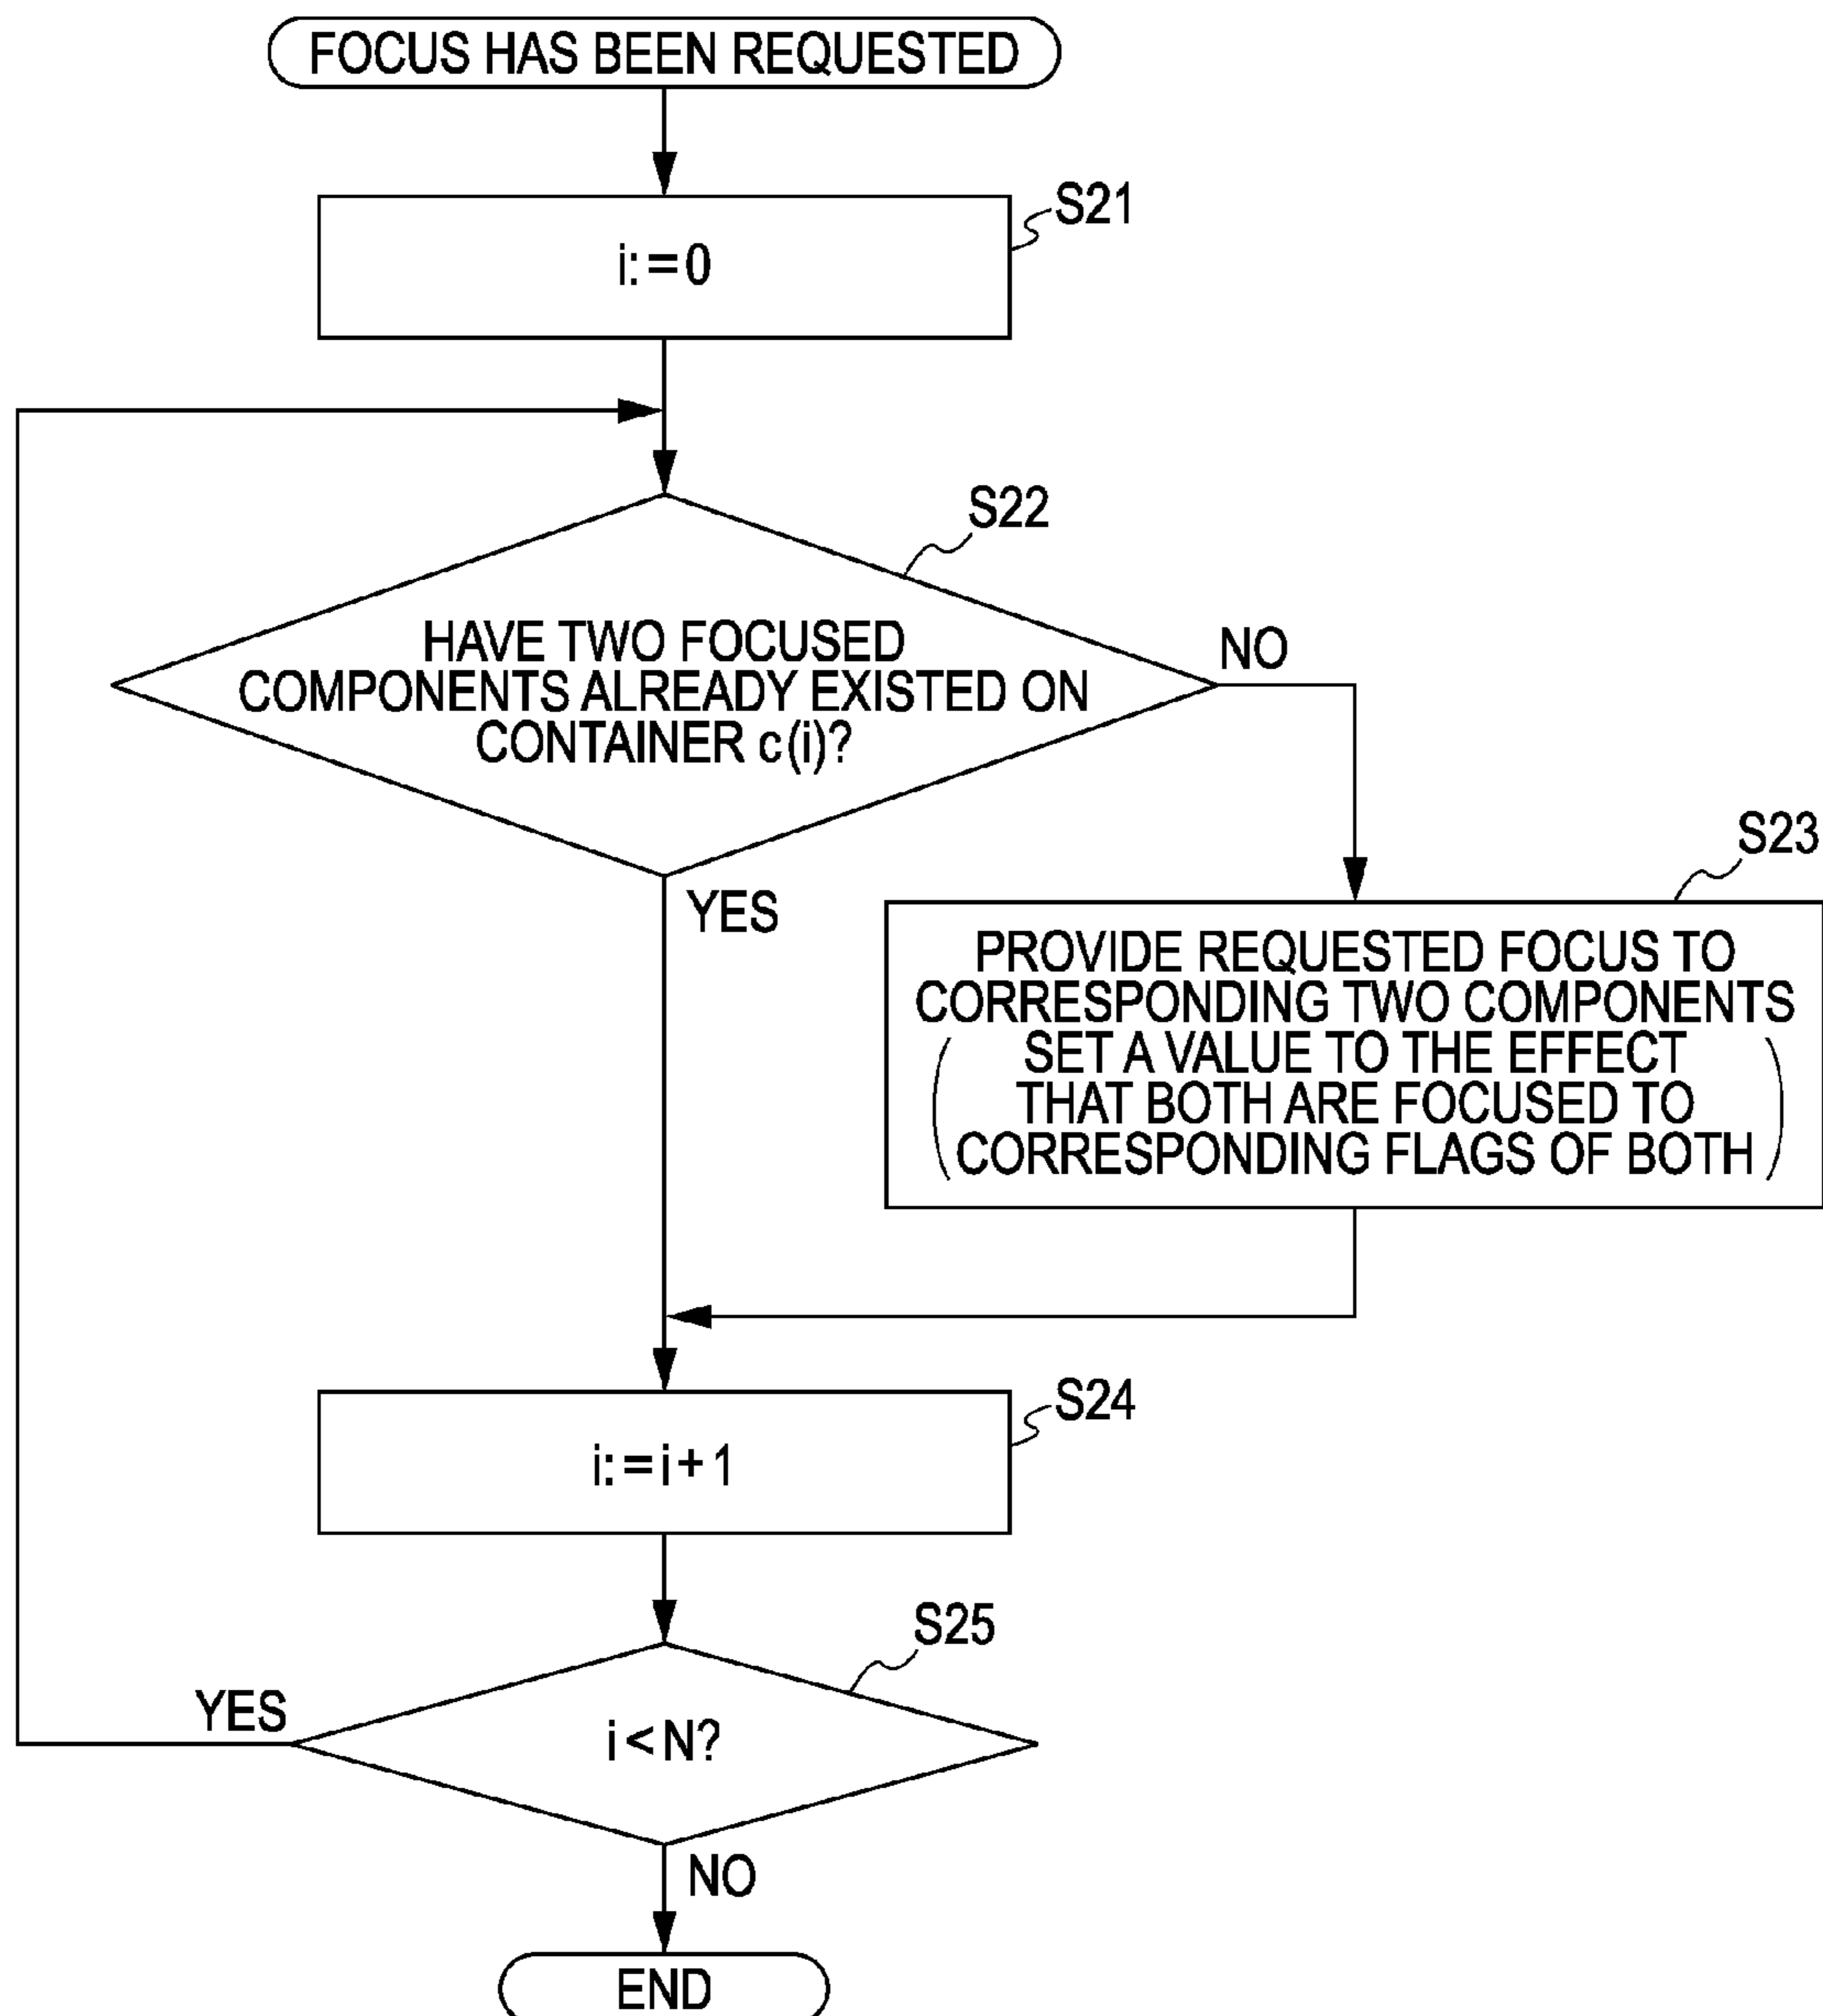 FOCUS HAS BEEN REQUESTED
S21
i:=0
S22
HAVE TWO FOCUSED
COMPONENTS ALREADY EXISTED ON
CONTAINER c(i)?
NO
YES
S23
PROVIDE REQUESTED FOCUS TO
CORRESPONDING TWO COMPONENTS
(SET A VALUE TO THE EFFECT
THAT BOTH ARE FOCUSED TO
CORRESPONDING FLAGS OF BOTH)
S24
i:=i+1
S25
YES
i<N?
NO
END